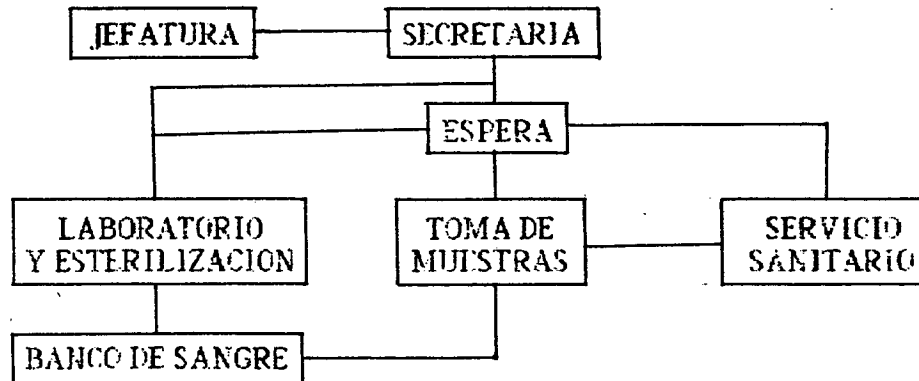 JEFATURA
SECRETARIA
ESPERA
LABORATORIO
Y ESTERILIZACION
TOMA DE
MUESTRAS
SERVICIO
SANITARIO
BANCO DE SANGRE